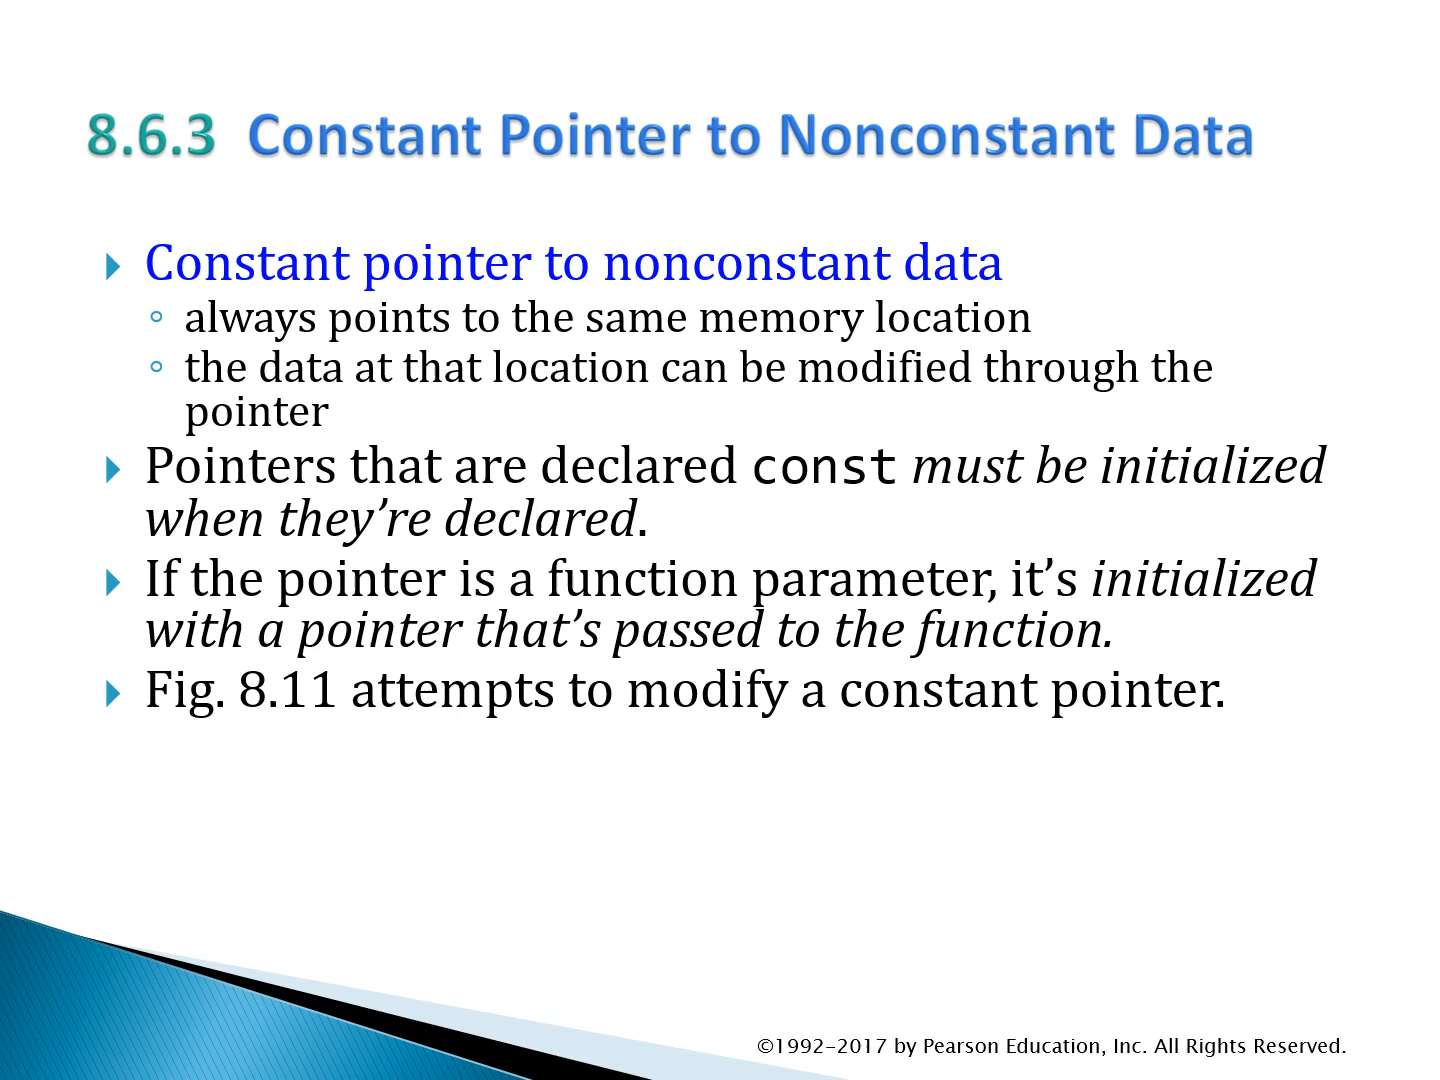 8.6.3 Constant Pointer to Nonconstant Data
Constant pointer to nonconstant data
always points to the same memory location
the data at that location can be modified through the
pointer
Pointers that are declared const must be initialized
when they’re declared.
If the pointer is a function parameter, it’s initialized
with a pointer that’s passed to the function.
Fig. 8.11 attempts to modify a constant pointer.
©1992-2017 by Pearson Education, Inc. All Rights Reserved.